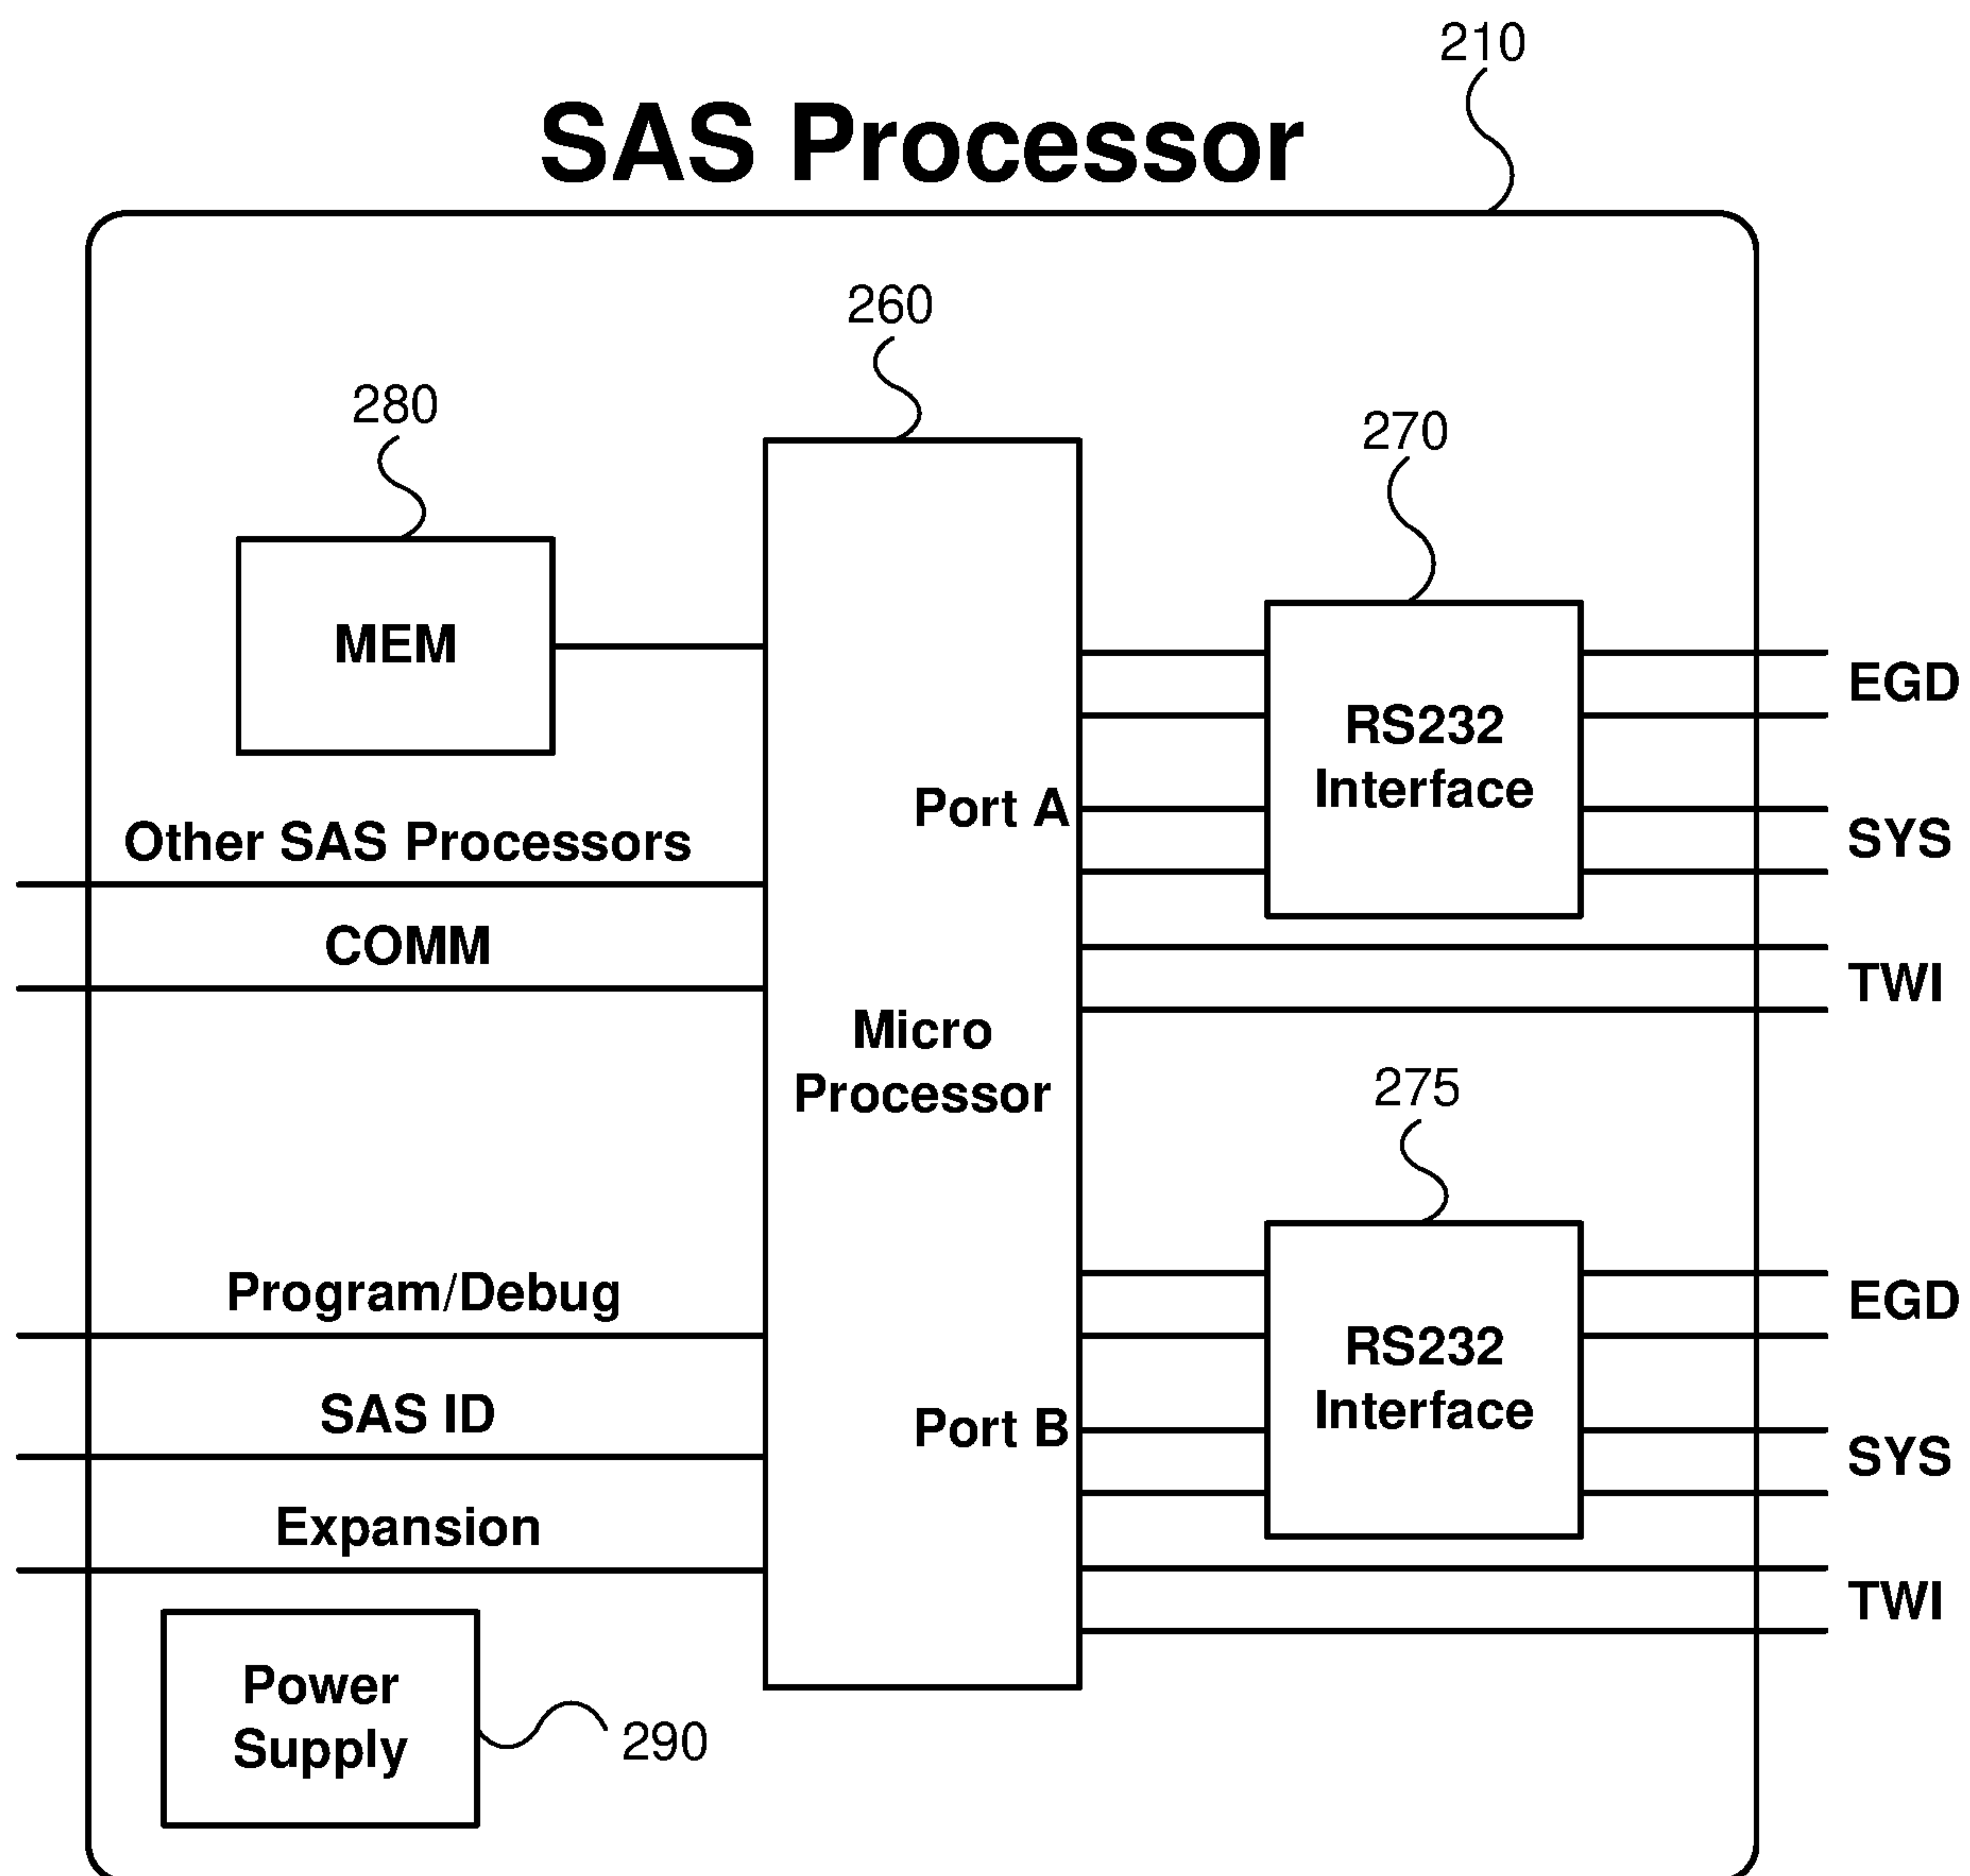 210
SAS Processor
260
280
270
MEM
EGD
RS232
Interface
Port A
Other SAS Processors
SYS
COMM
TWI
Micro
Processor
275
Program/Debug
EGD
RS232
Interface
SAS ID
Port B
SYS
Expansion
TWI
Power
Supply
290